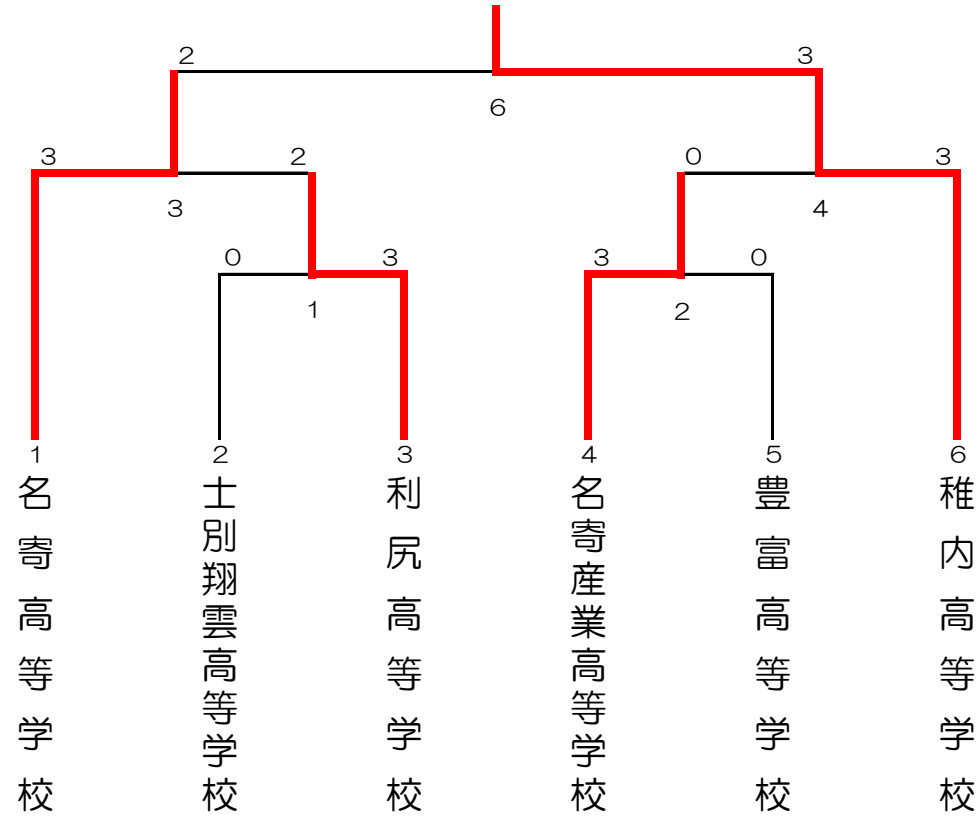 2 3
6
3 2 0 3
3 4
0 3 3 0
1 2
1 2 3 4 5 6
名寄高等学校
士別翔雲高等学校
利尻高等学校
名寄産業高等学校
豊富高等学校
稚内高等学校